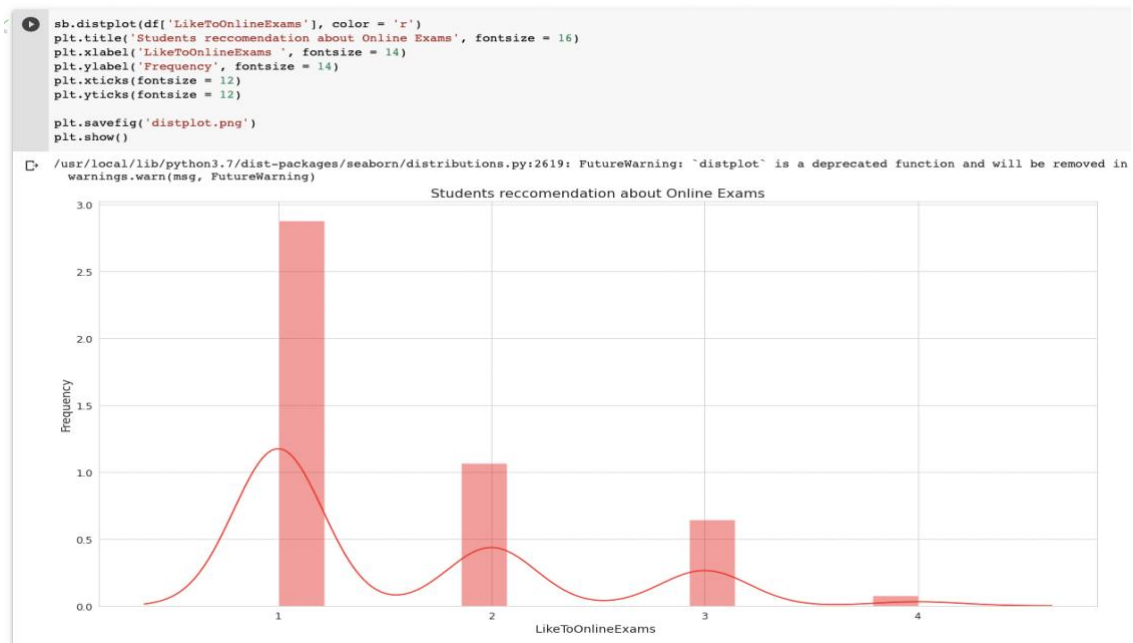 sb.distplot(df['LikeToOnlineExams'], color = 'r')
plt.title('Students reccomendation about Online Exams', fontsize = 16)
plt.xlabel('LikeToOnlineExams ', fontsize = 14)
plt.ylabel('Frequency', fontsize = 14)
plt.xticks(fontsize = 12)
plt.yticks(fontsize = 12)
plt.savefig('distplot.png')
plt.show()
/usr/local/lib/python3.7/dist-packages/seaborn/distributions.py:2619: FutureWarning: `distplot` is a deprecated function and will be removed in
warnings.warn(msg, FutureWarning)
Students reccomendation about Online Exams
3.0
2.5
2.0
1.5
1.0
0.5
0.0
Frequency
1 2 3 4
LikeToOnlineExams